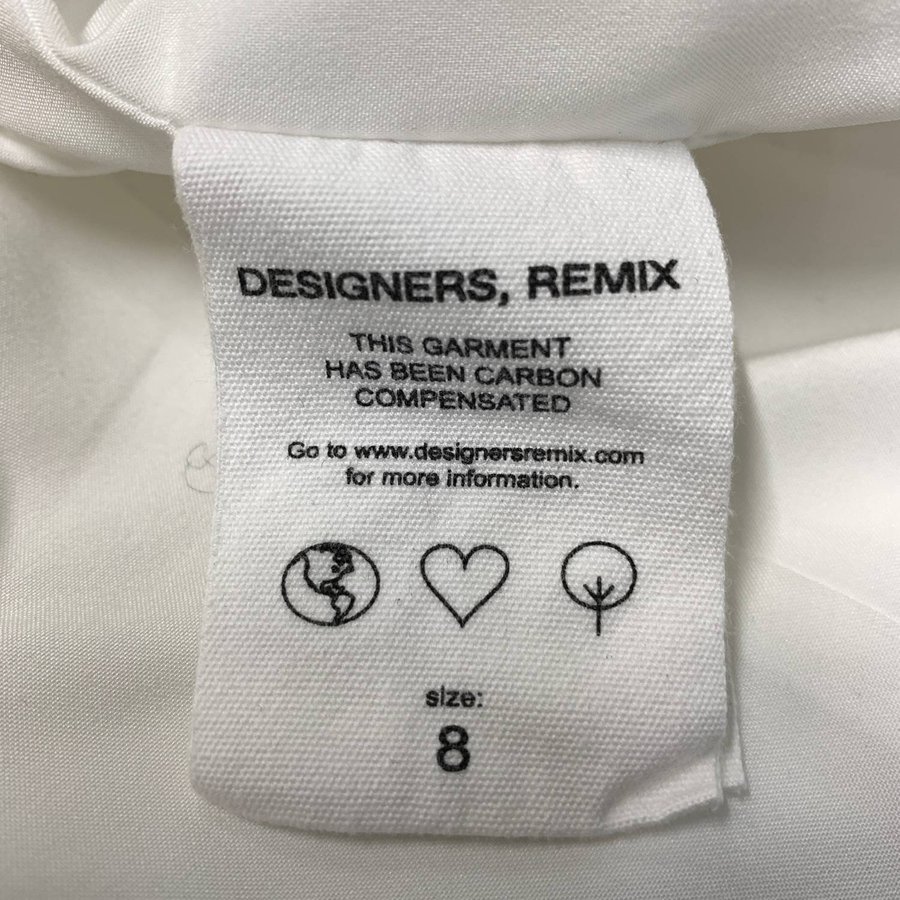 DESIGNERS, REMIX
THIS GARMENT
HAS BEEN CARBON
COMPENSATED
Go to www.designersremix.com
for more information.
size:
8